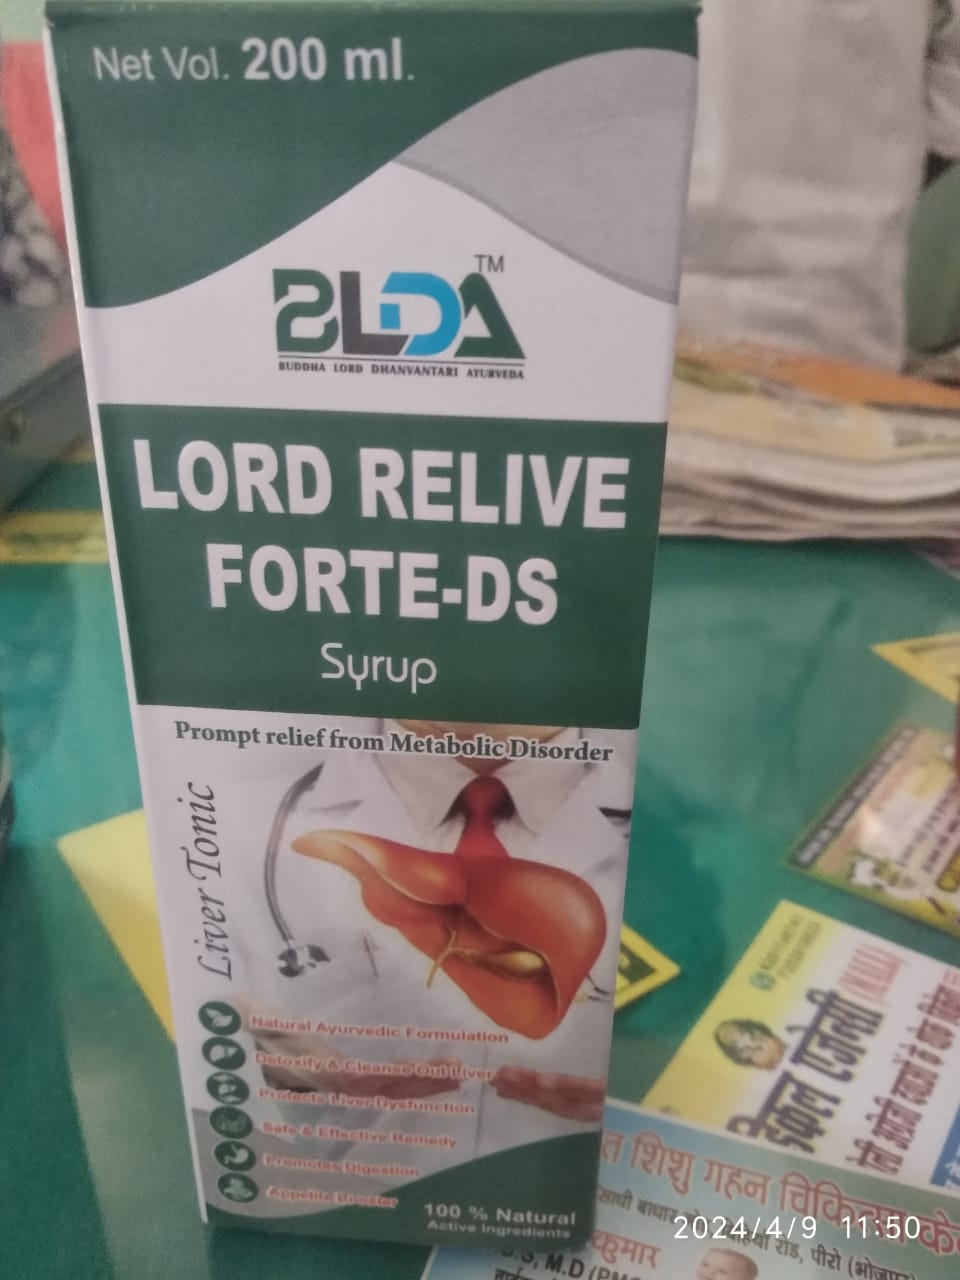 Net Vol. 200 ml.
BLDA TM
BUDDHA LORD DHANVANTARI AYURVEDA
LORD RELIVE
FORTE-DS
Syrup
Prompt relief from Metabolic Disorder
Liver Tonic
Natural Ayurvedic Formulation
Detoxify & Cleanse Out Liver
Protects Liver Dysfunction
Safe & Effective Remedy
Promotes Digestion
Appetite Booster
100 % Natural
Active Ingredients
एजेन्सी
शिशु गहन चिकित्सा
रोड, पीरो
कुमार
M.D
2024/4/9 11:50